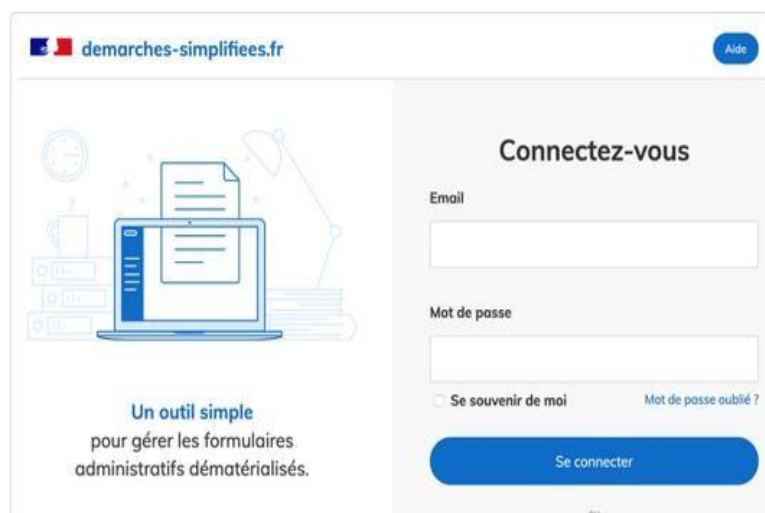 demarches-simplifiees.fr
Aide
Un outil simple
pour gérer les formulaires
administratifs dématérialisés.
Connectez-vous
Email
Mot de passe
Se souvenir de moi
Mot de passe oublié ?
Se connecter